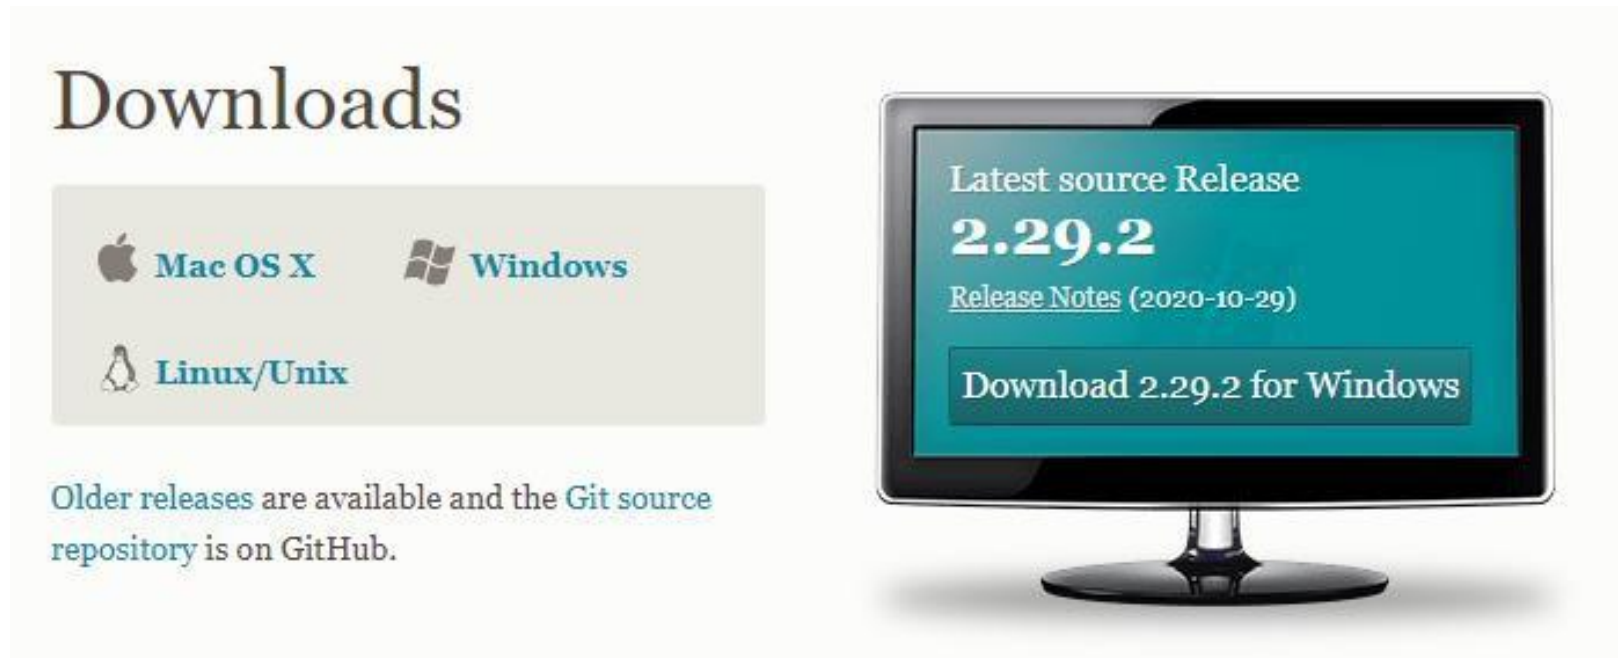 Downloads
Mac OS X
Windows
Linux/Unix
Older releases are available and the Git source
repository is on GitHub.
Latest source Release
2.29.2
Release Notes (2020-10-29)
Download 2.29.2 for Windows